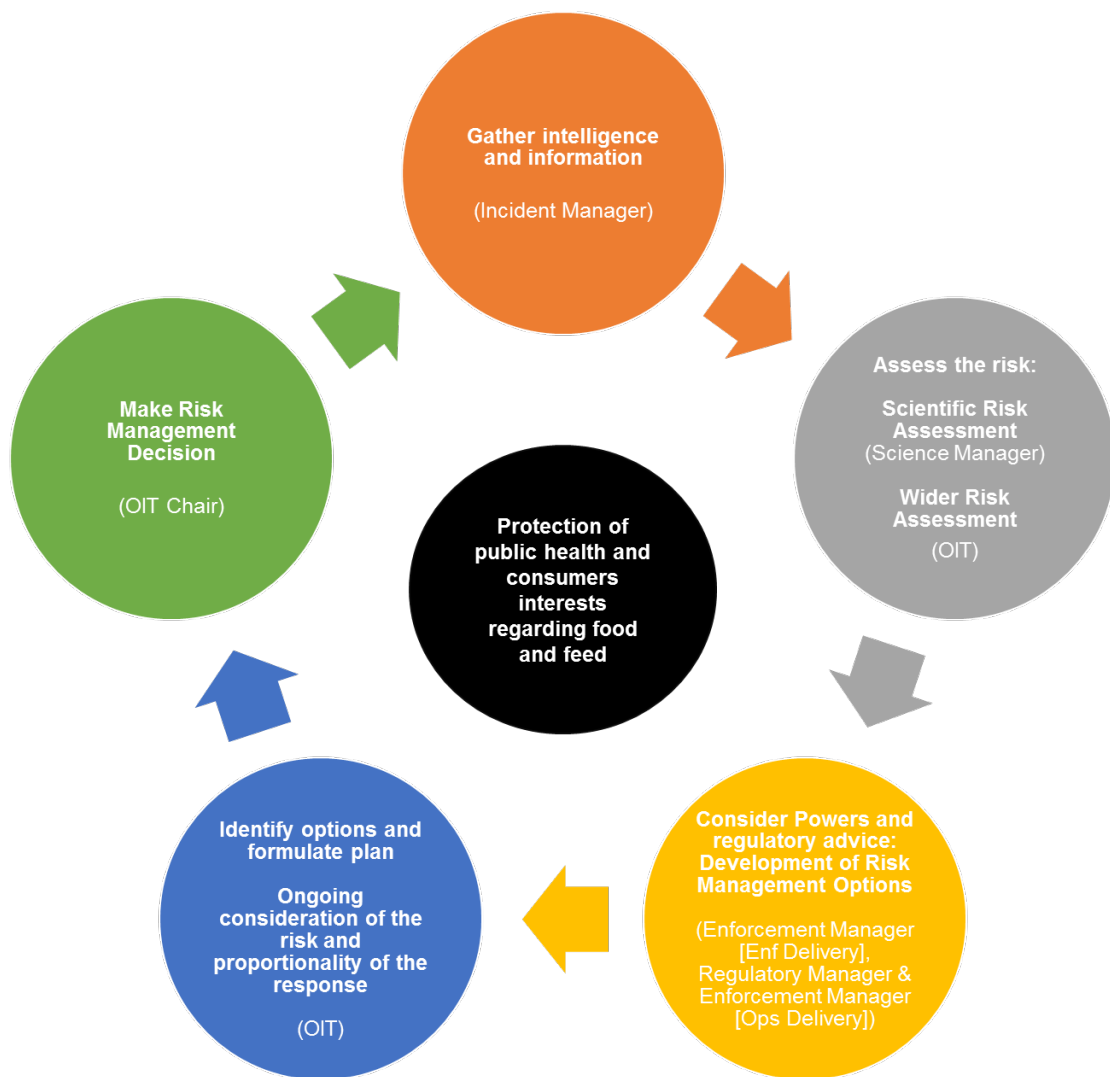 Gather intelligence
and information
(Incident Manager)
Assess the risk:
Scientific Risk
Assessment
(Science Manager)
Wider Risk
Assessment
(OIT)
Consider Powers and
regulatory advice:
Development of Risk
Management Options
(Enforcement Manager
[Enf Delivery],
Regulatory Manager &
Enforcement Manager
[Ops Delivery])
Identify options and
formulate plan
Ongoing
consideration of the
risk and
proportionality of the
response
(OIT)
Make Risk
Management
Decision
(OIT Chair)
Protection of
public health and
consumers
interests
regarding food
and feed